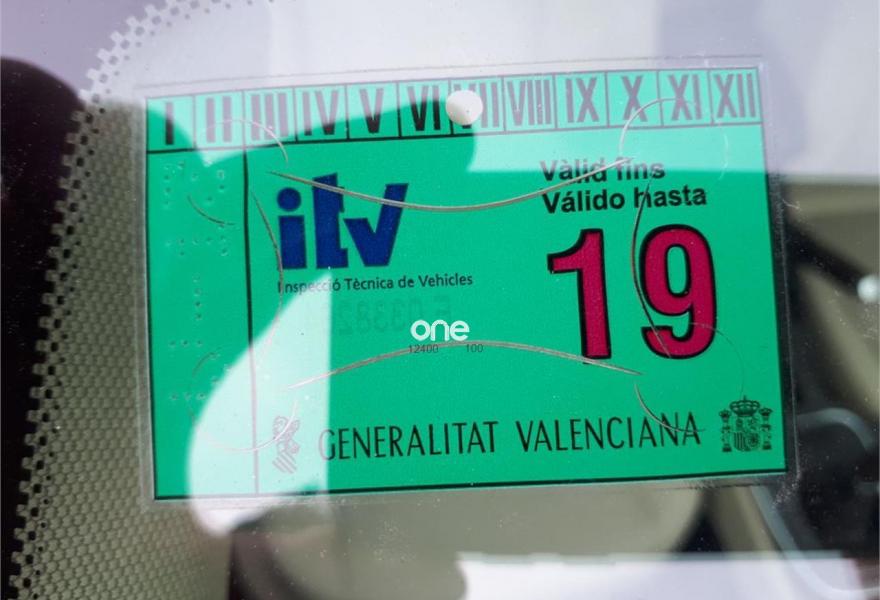 I II III IV V VI VII VIII IX X XI XII
Vàlid fins
Válido hasta
itv
19
Inspecció Tècnica de Vehicles
one
12400 100
GENERALITAT VALENCIANA